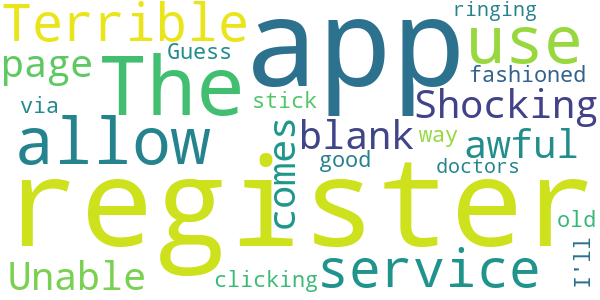 ringing
Terrible app use
Guess
page The fashioned
via stick Shocking
allow comes blank way awful
good doctors
register
old
Unable clicking service I'll